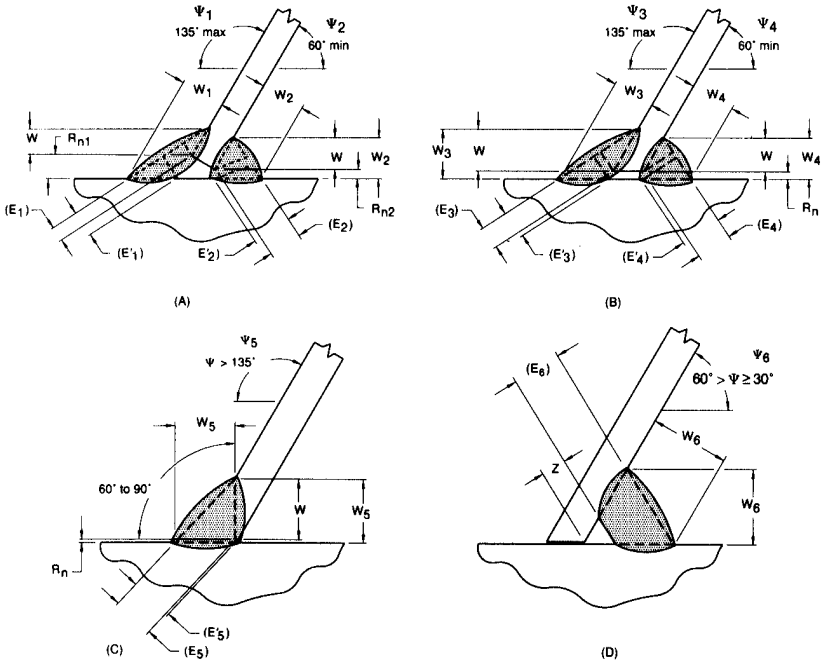 Ψ1
135° max
Ψ2
60° min
W1
W2
W
Rn1
W
W2
Rn2
(E1)
(E'1)
(E'2)
(E2)
(A)
Ψ3
135° max
Ψ4
60° min
W3
W4
W3
W
W
W4
Rn
(E3)
(E'3)
(E'4)
(E4)
(B)
Ψ5
Ψ > 135°
W5
60° to 90°
W
W5
Rn
(E'5)
(E5)
(C)
Ψ6
60° > Ψ ≥ 30°
(E6)
Z
W6
W6
(D)